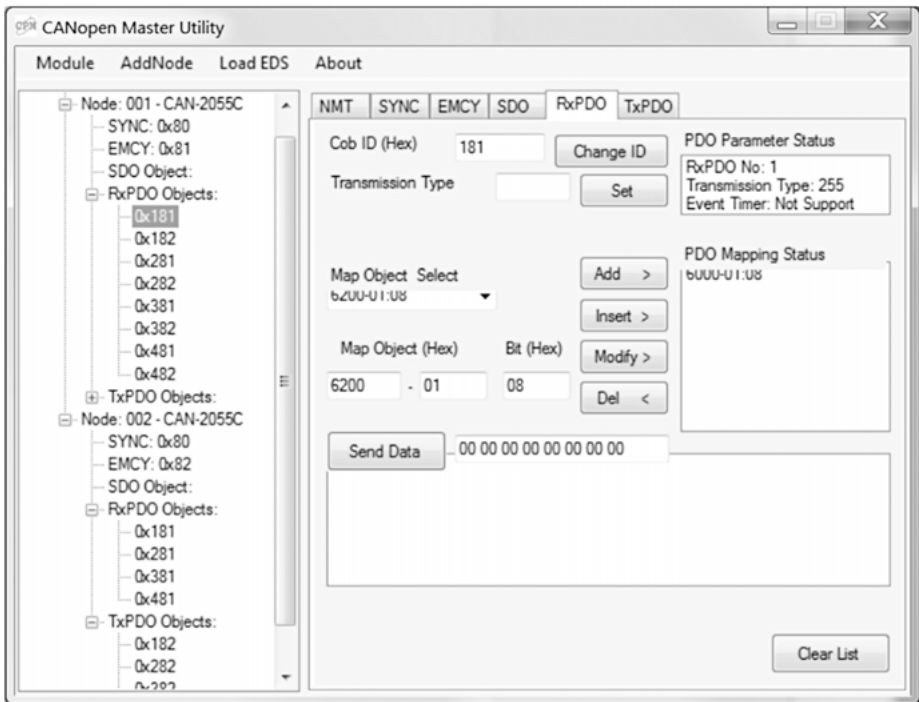 CPM CANopen Master Utility
Module AddNode Load EDS About
Node: 001 - CAN-2055C
SYNC: 0x80
EMCY: 0x81
SDO Object:
RxPDO Objects:
0x181
0x182
0x281
0x282
0x381
0x382
0x481
0x482
TxPDO Objects:
Node: 002 - CAN-2055C
SYNC: 0x80
EMCY: 0x82
SDO Object:
RxPDO Objects:
0x181
0x281
0x381
0x481
TxPDO Objects:
0x182
0x282
0x382
NMT SYNC EMCY SDO RxPDO TxPDO
Cob ID (Hex) 181 Change ID
Transmission Type Set
PDO Parameter Status
RxPDO No: 1
Transmission Type: 255
Event Timer: Not Support
Map Object Select
6200-01:08
Add >
Insert >
Modify >
Del <
Map Object (Hex) Bit (Hex)
6200 - 01 08
PDO Mapping Status
6000-01:08
Send Data 00 00 00 00 00 00 00 00
Clear List